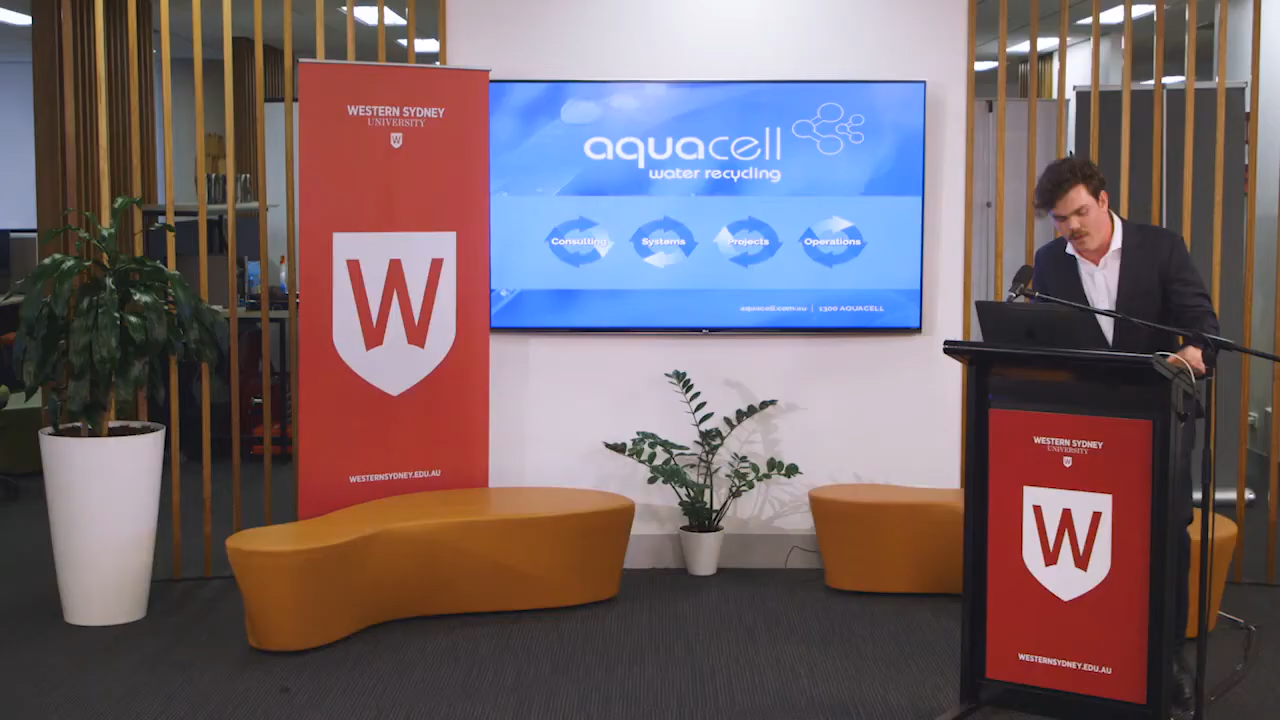 WESTERN SYDNEY
UNIVERSITY
W
W
WESTERNSYDNEY.EDU.AU
aquacell
water recycling
Consulting
Systems
Projects
Operations
aquacell.com.au | 1300 AQUACELL
WESTERN SYDNEY
UNIVERSITY
W
WESTERNSYDNEY.EDU.AU